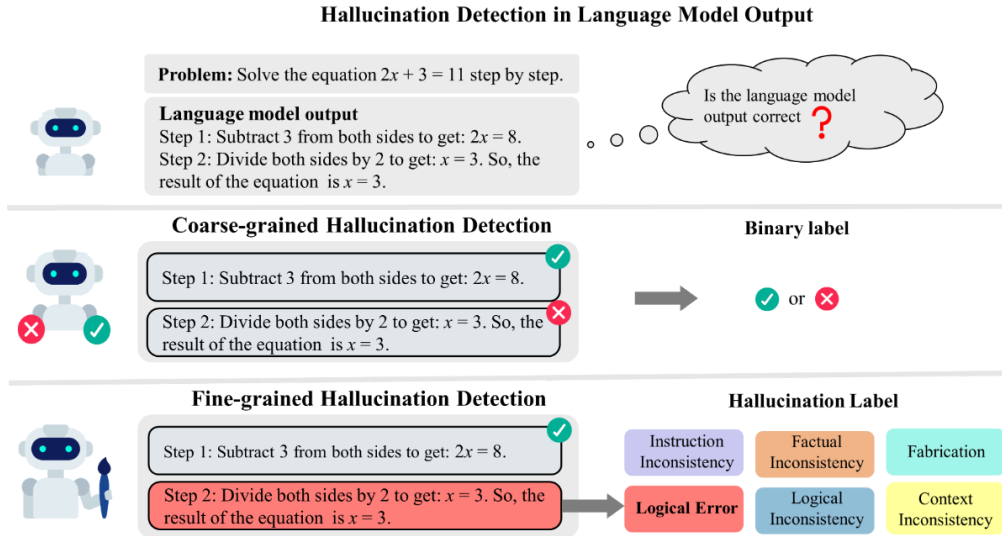 Hallucination Detection in Language Model Output
Problem: Solve the equation 2x + 3 = 11 step by step.
Language model output
Step 1: Subtract 3 from both sides to get: 2x = 8.
Step 2: Divide both sides by 2 to get: x = 3. So, the
result of the equation is x = 3.
Is the language model
output correct ?
Coarse-grained Hallucination Detection
Binary label
Step 1: Subtract 3 from both sides to get: 2x = 8.
Step 2: Divide both sides by 2 to get: x = 3. So, the
result of the equation is x = 3.
or
Fine-grained Hallucination Detection
Hallucination Label
Step 1: Subtract 3 from both sides to get: 2x = 8.
Step 2: Divide both sides by 2 to get: x = 3. So, the
result of the equation is x = 3.
Instruction
Inconsistency
Factual
Inconsistency
Fabrication
Logical Error
Logical
Inconsistency
Context
Inconsistency